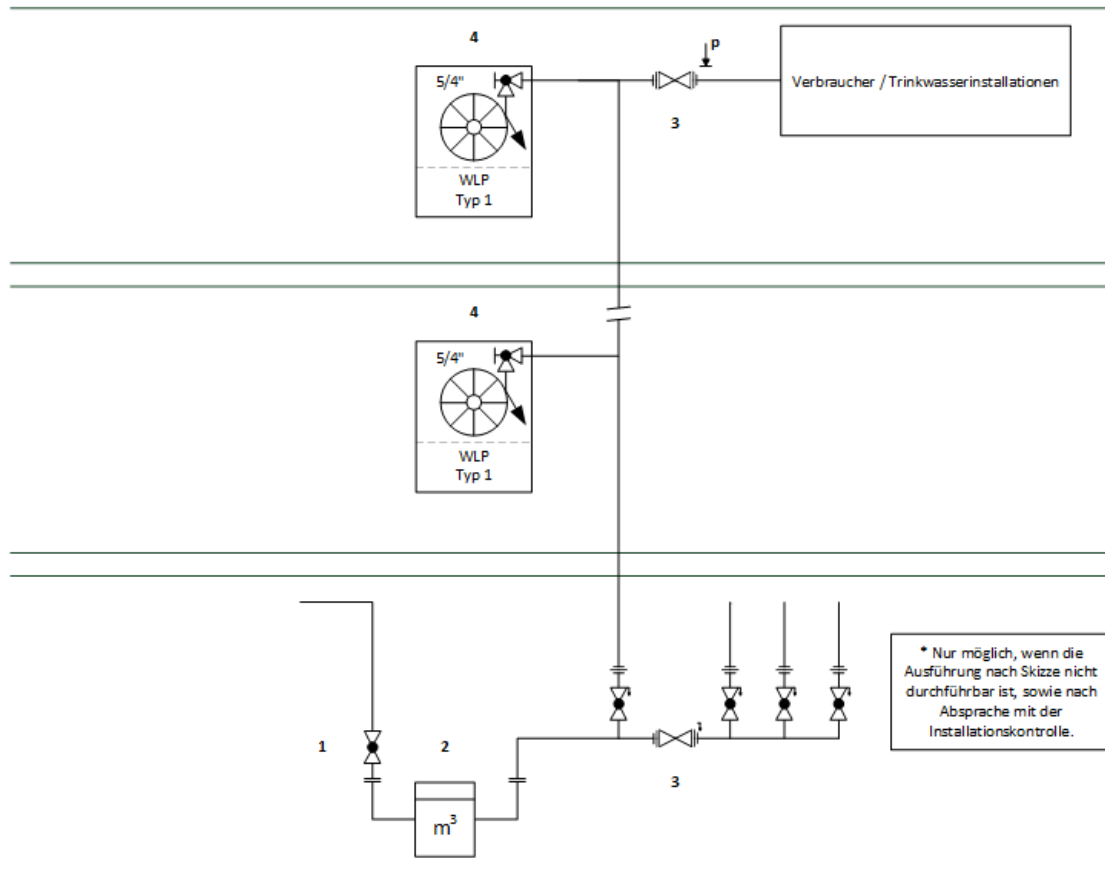 4
p
5/4"
Verbraucher / Trinkwasserinstallationen
3
WLP
Typ 1
4
5/4"
WLP
Typ 1
* Nur möglich, wenn die
Ausführung nach Skizze nicht
durchführbar ist, sowie nach
Absprache mit der
Installationskontrolle.
1
2
3
m³